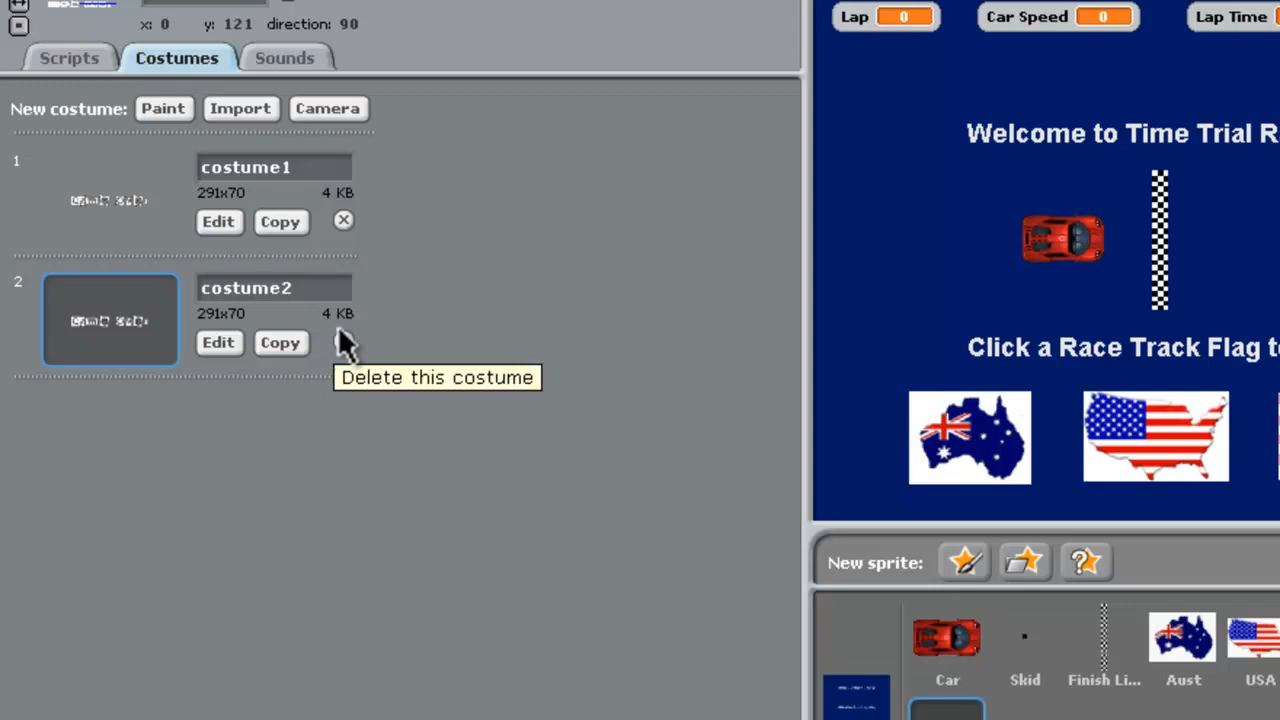 x: 0 y: 121 direction: 90
Scripts Costumes Sounds
New costume: Paint Import Camera
1
costume1
291x70 4 KB
Edit Copy
2
costume2
291x70 4 KB
Edit Copy
Delete this costume
Lap 0 Car Speed 0 Lap Time
Welcome to Time Trial R
Click a Race Track Flag t
New sprite:
Car Skid Finish Li... Aust USA